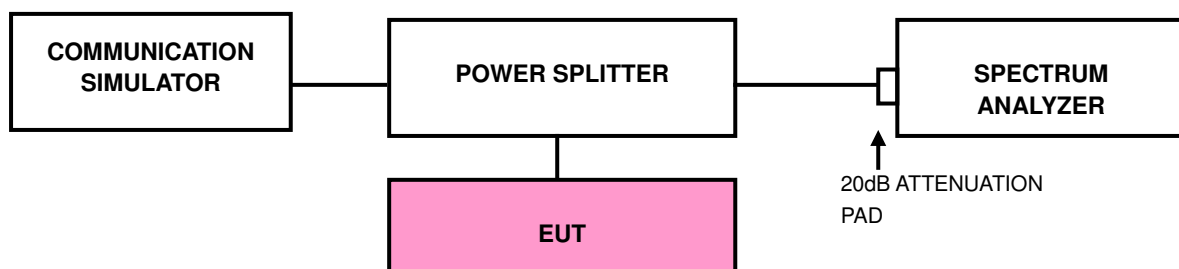 COMMUNICATION
SIMULATOR
POWER SPLITTER
SPECTRUM
ANALYZER
20dB ATTENUATION
PAD
EUT